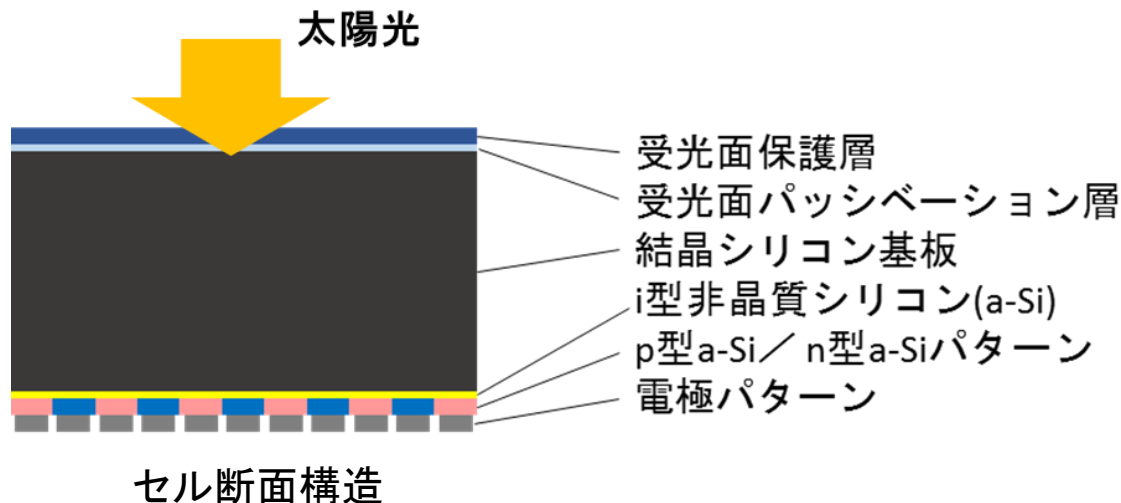 太陽光
受光面保護層
受光面パッシベーション層
結晶シリコン基板
i型非晶質シリコン(a-Si)
p型a-Si／n型a-Siパターン
電極パターン
セル断面構造